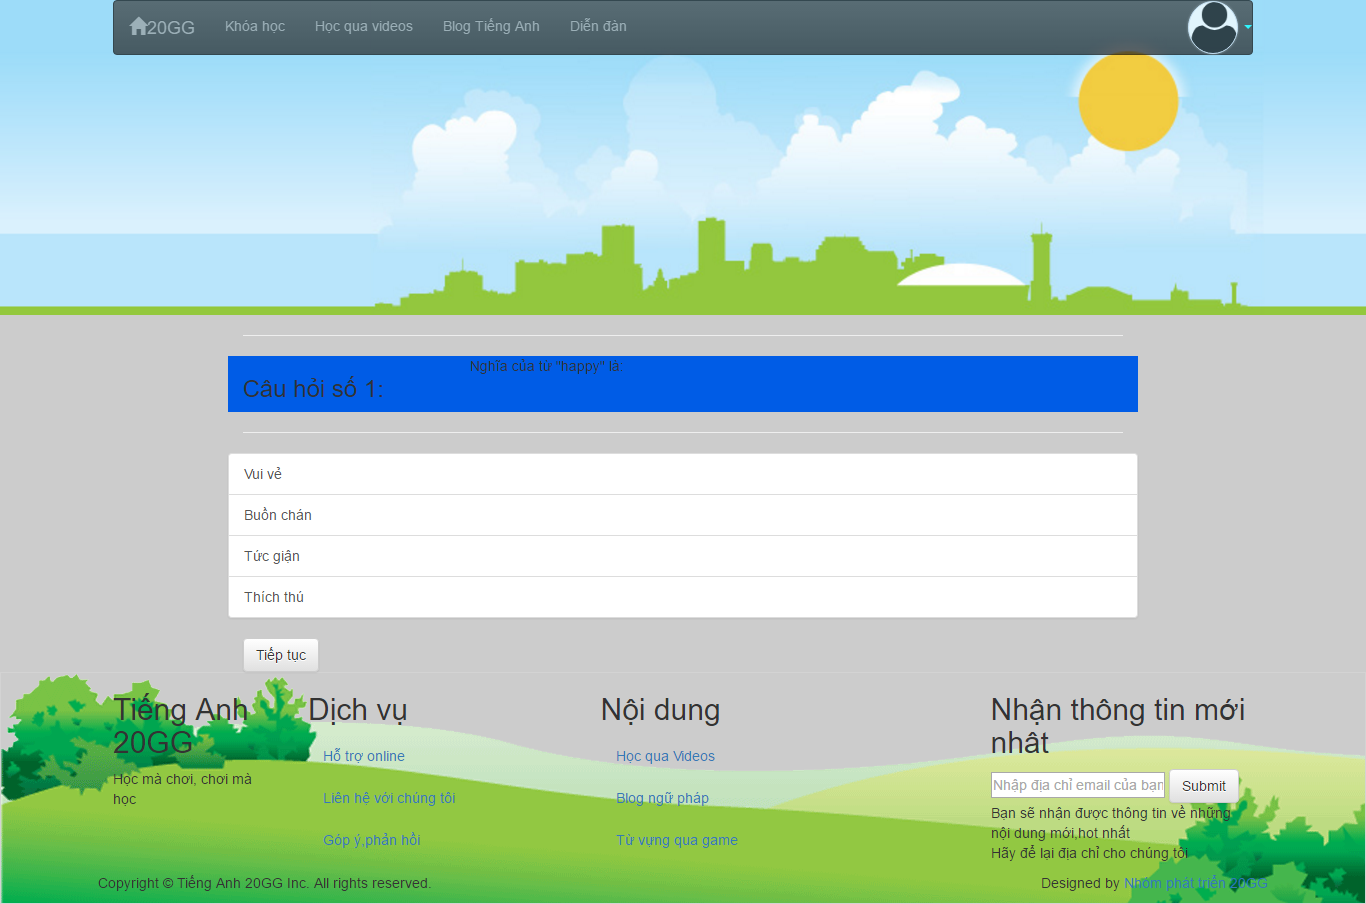 20GG Khóa học Học qua videos Blog Tiếng Anh Diễn đàn
Nghĩa của từ "happy" là:
Câu hỏi số 1:
Vui vẻ
Buồn chán
Tức giận
Thích thú
Tiếp tục
Tiếng Anh
20GG
Học mà chơi, chơi mà
học
Dịch vụ
Hỗ trợ online
Liên hệ với chúng tôi
Góp ý,phản hồi
Nội dung
Học qua Videos
Blog ngữ pháp
Từ vựng qua game
Nhận thông tin mới
nhất
Nhập địa chỉ email của bạn Submit
Bạn sẽ nhận được thông tin về những
nội dung mới,hot nhất
Hãy để lại địa chỉ cho chúng tôi
Copyright © Tiếng Anh 20GG Inc. All rights reserved.
Designed by Nhóm phát triển 20GG